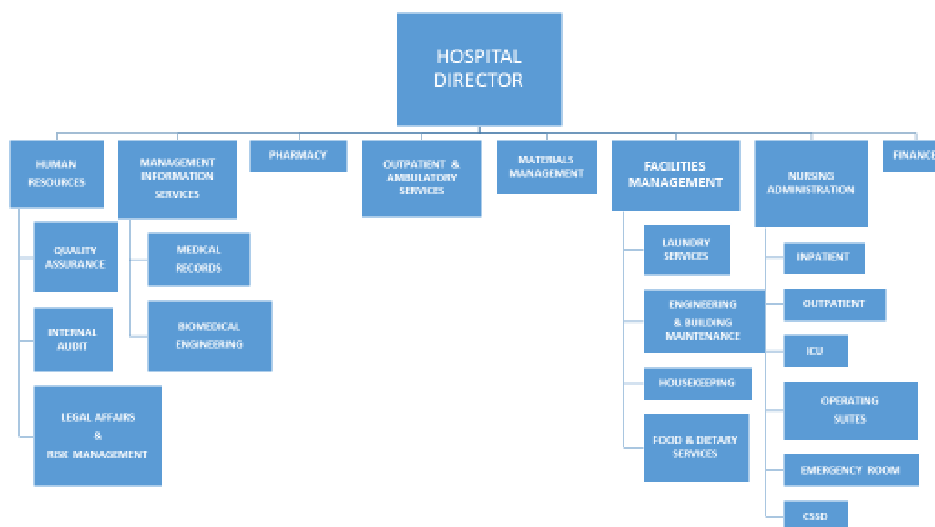 HOSPITAL
DIRECTOR
HUMAN
RESOURCES
QUALITY
ASSURANCE
INTERNAL
AUDIT
LEGAL AFFAIRS
&
RISK MANAGEMENT
MANAGEMENT
INFORMATION
SERVICES
MEDICAL
RECORDS
BIOMEDICAL
ENGINEERING
PHARMACY
OUTPATIENT &
AMBULATORY
SERVICES
MATERIALS
MANAGEMENT
FACILITIES
MANAGEMENT
LAUNDRY
SERVICES
ENGINEERING
& BUILDING
MAINTENANCE
HOUSEKEEPING
FOOD & DIETARY
SERVICES
NURSING
ADMINISTRATION
INPATIENT
OUTPATIENT
ICU
OPERATING
SUITES
EMERGENCY ROOM
CSSD
FINANCE